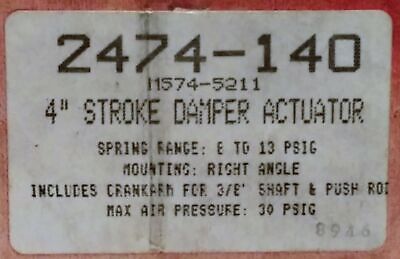 2474-140
M574-5211
4" STROKE DAMPER ACTUATOR
SPRING RANGE: 8 TO 13 PSIG
MOUNTING: RIGHT ANGLE
INCLUDES CRANKARM FOR 3/8' SHAFT & PUSH ROD
MAX AIR PRESSURE: 30 PSIG
8946